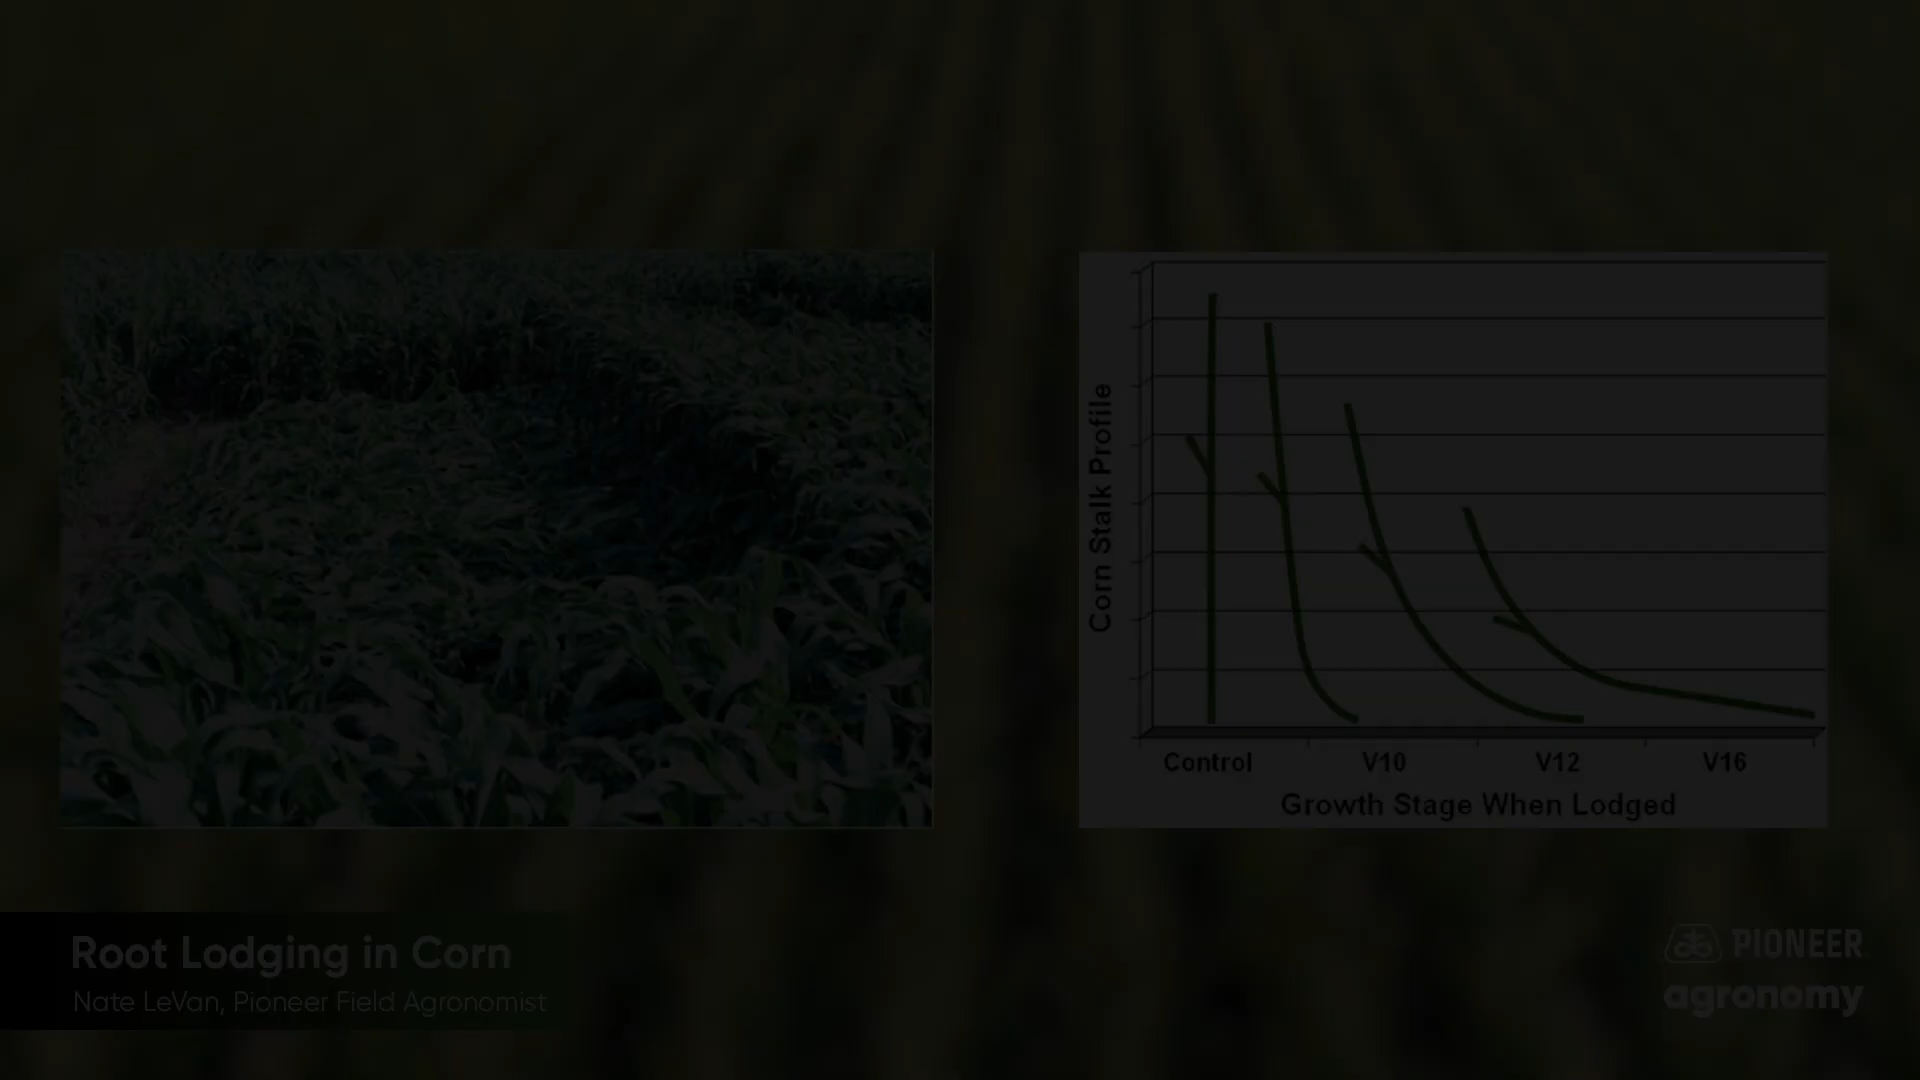 Corn Stalk Profile
Control V10 V12 V16
Growth Stage When Lodged
Root Lodging in Corn
Nate LeVan, Pioneer Field Agronomist
PIONEER
agronomy